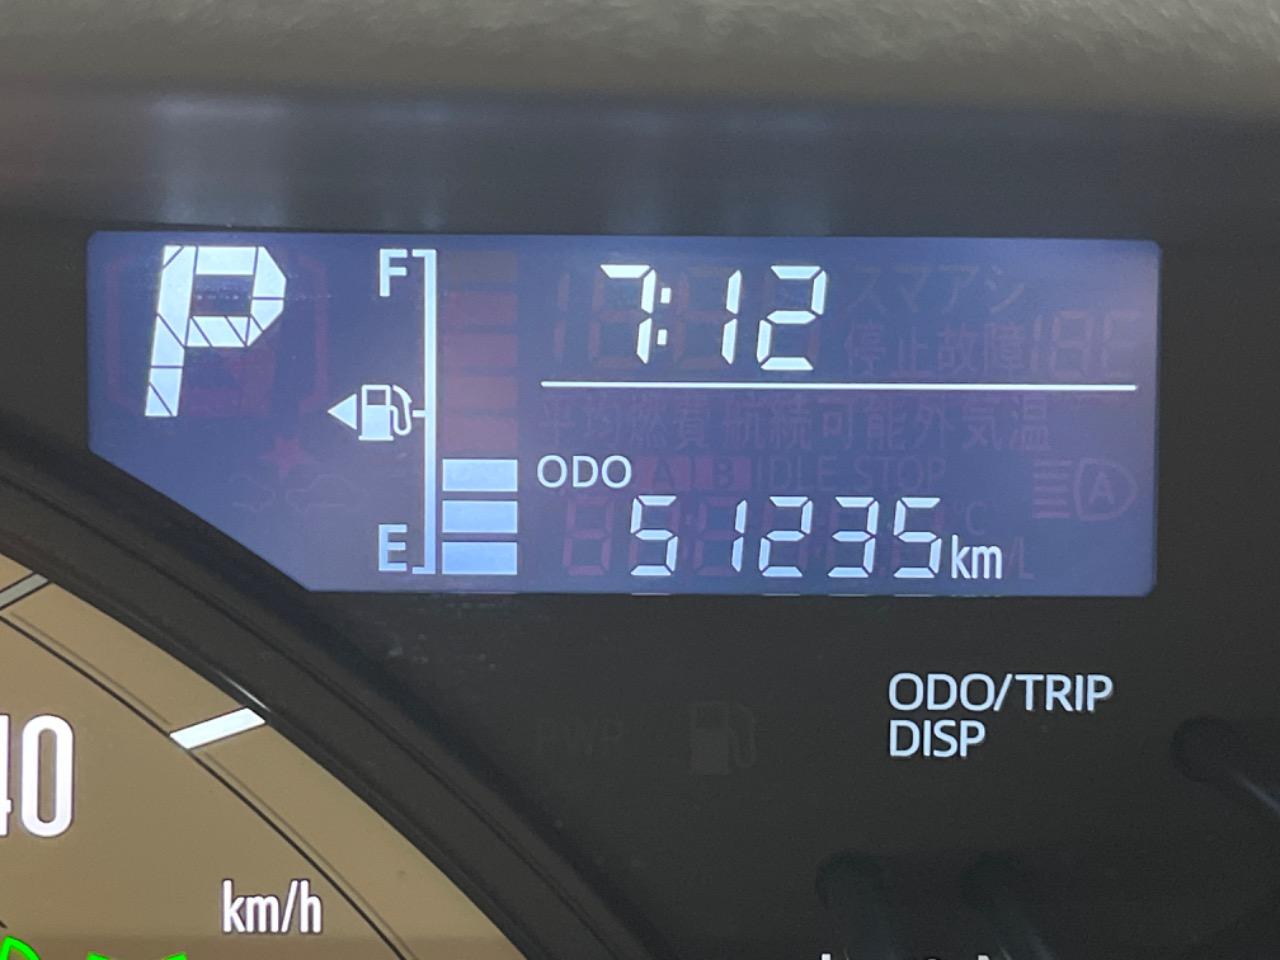 P
F
7:12
スマアシ
停止故障
平均燃費 航続可能外気温
ODO A B IDLE STOP
E
51235km
℃
ODO/TRIP
DISP
PWR
40
km/h